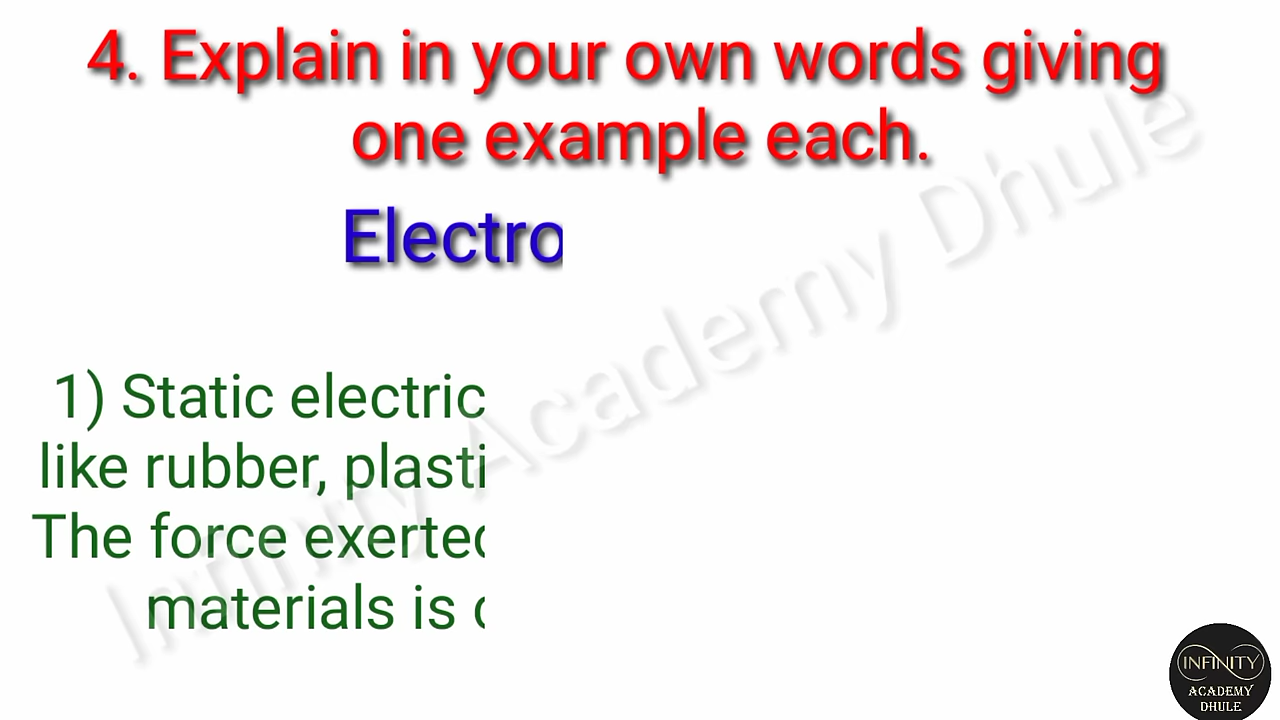 4. Explain in your own words giving
one example each.
Electro
1) Static electric
like rubber, plasti
The force exerted
materials is
Infinity Academy Dhule
INFINITY
ACADEMY
DHULE